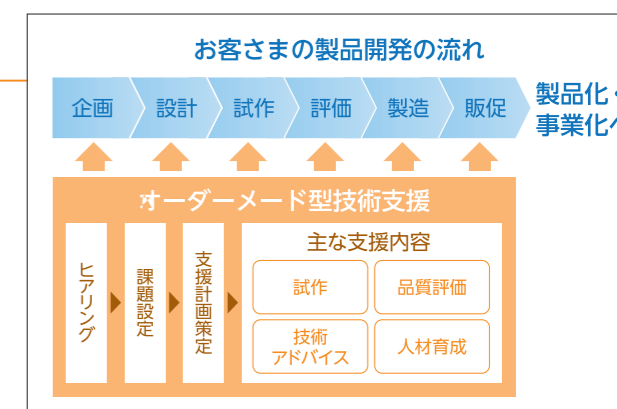 お客さまの製品開発の流れ
企画
設計
試作
評価
製造
販促
製品化・
事業化へ
オーダーメード型技術支援
ヒアリング
課題設定
支援計画策定
主な支援内容
試作
品質評価
技術
アドバイス
人材育成